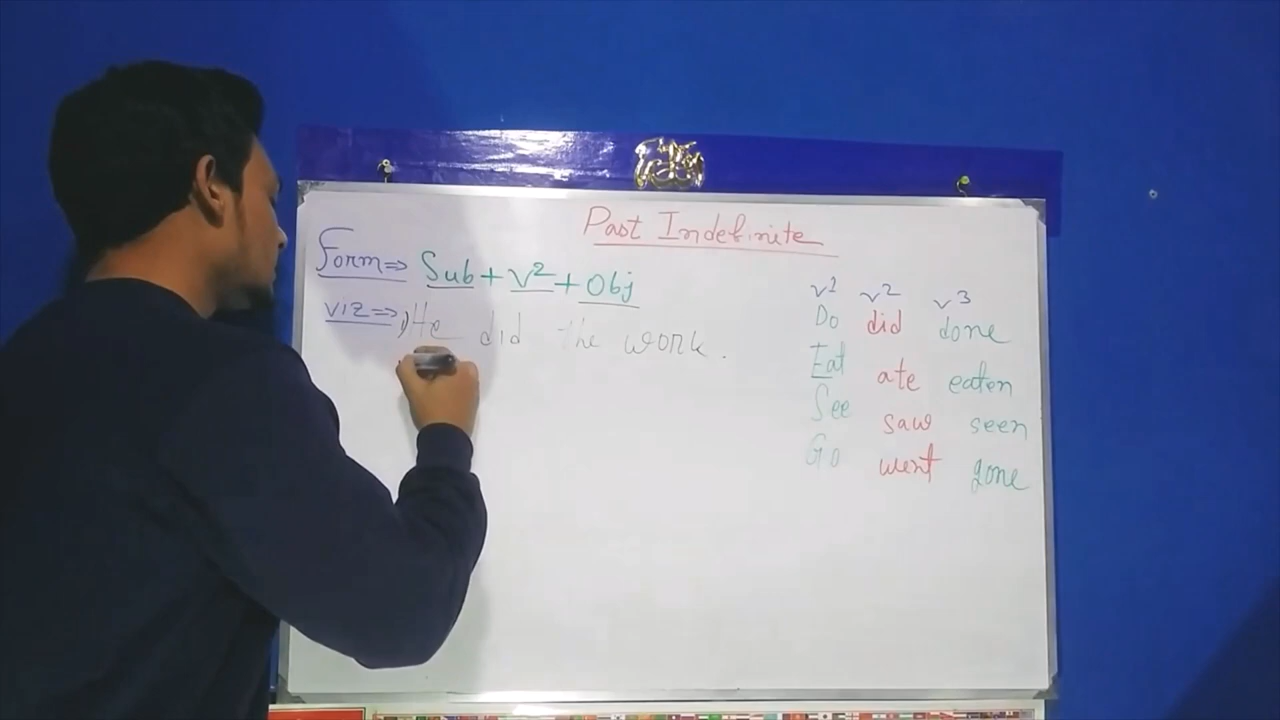 Past Indefinite
Form⇒ Sub + V² + Obj
viz⇒ 1) He did the work.
v¹ v² v³
Do did done
Eat ate eaten
See saw seen
Go went gone